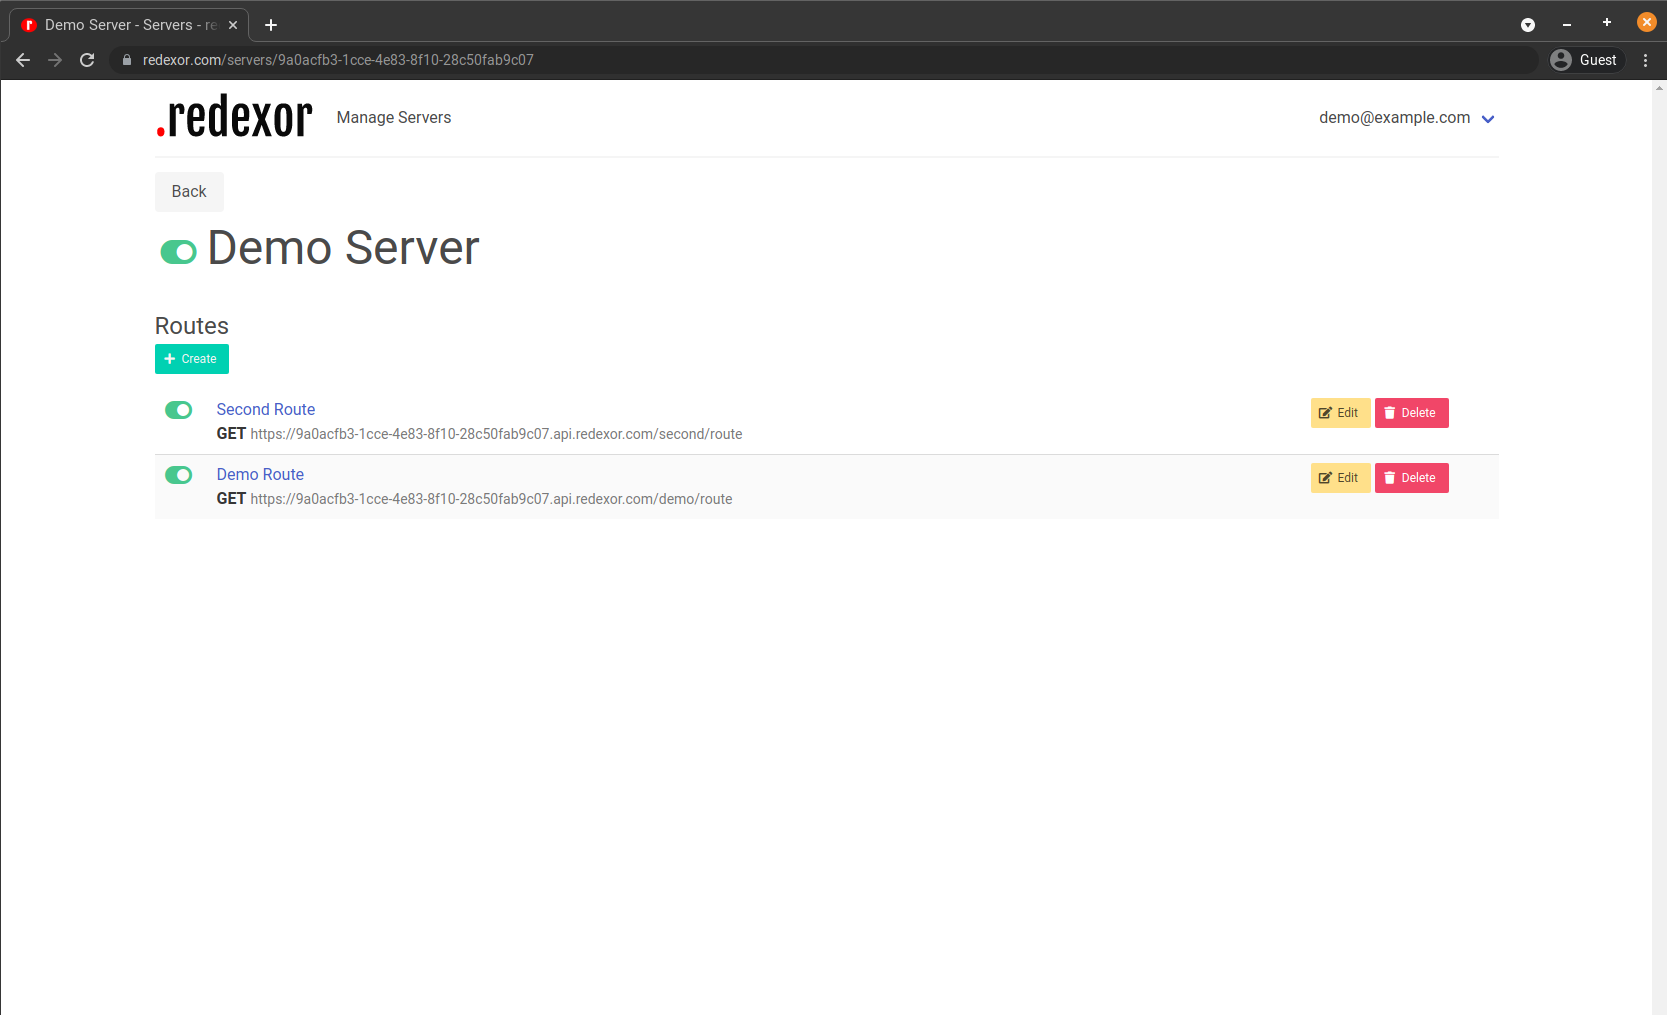 Demo Server - Servers - re
redexor.com/servers/9a0acfb3-1cce-4e83-8f10-28c50fab9c07
Guest
.redexor
Manage Servers
demo@example.com
Back
Demo Server
Routes
Create
Second Route
Edit
Delete
GET https://9a0acfb3-1cce-4e83-8f10-28c50fab9c07.api.redexor.com/second/route
Demo Route
Edit
Delete
GET https://9a0acfb3-1cce-4e83-8f10-28c50fab9c07.api.redexor.com/demo/route